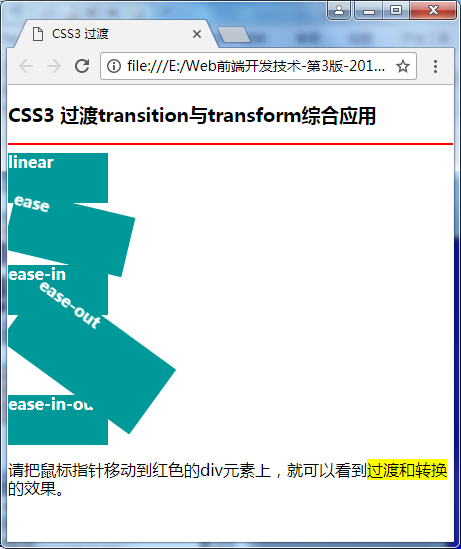 CSS3 过渡
file:///E:/Web前端开发技术-第3版-201...
CSS3 过渡transition与transform综合应用
linear
ease
ease-in
ease-out
ease-in-ou
请把鼠标指针移动到红色的div元素上，就可以看到过渡和转换
的效果。